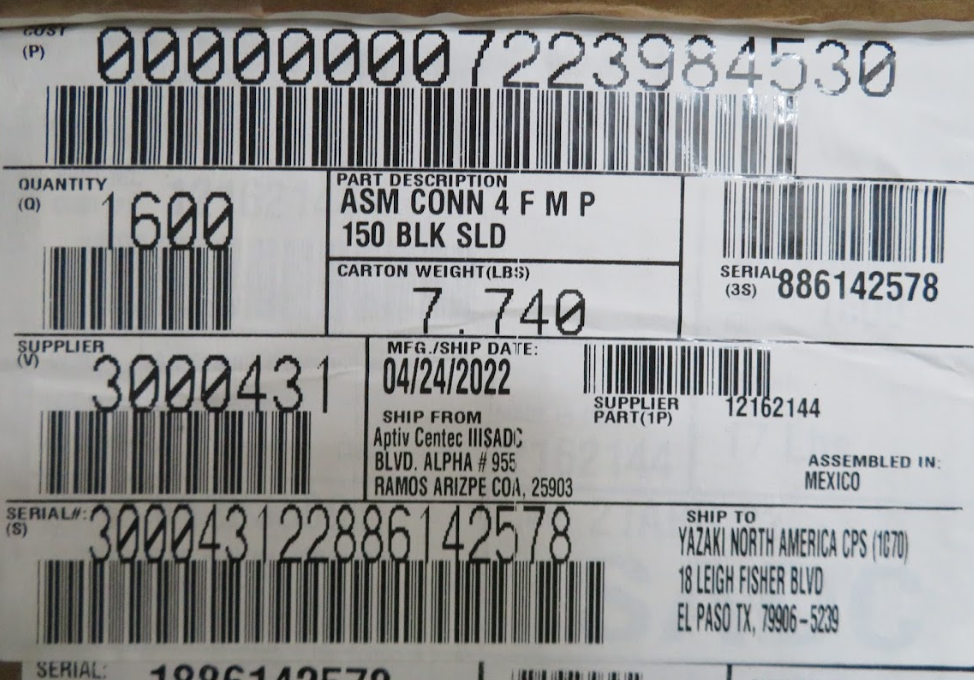 (P)
000000007223984530
QUANTITY
(Q)
1600
PART DESCRIPTION
ASM CONN 4 F M P
150 BLK SLD
CARTON WEIGHT(LBS)
7.740
SERIAL
(3S)
886142578
SUPPLIER
(V)
3000431
MFG./SHIP DATE:
04/24/2022
SHIP FROM
Aptiv Centec IIISADC
BLVD. ALPHA # 955
RAMOS ARIZPE COA, 25903
SUPPLIER
PART(1P)
12162144
ASSEMBLED IN:
MEXICO
SERIAL#:
(S)
300043122886142578
SHIP TO
YAZAKI NORTH AMERICA CPS (1G70)
18 LEIGH FISHER BLVD
EL PASO TX, 79906-5239
SERIAL: